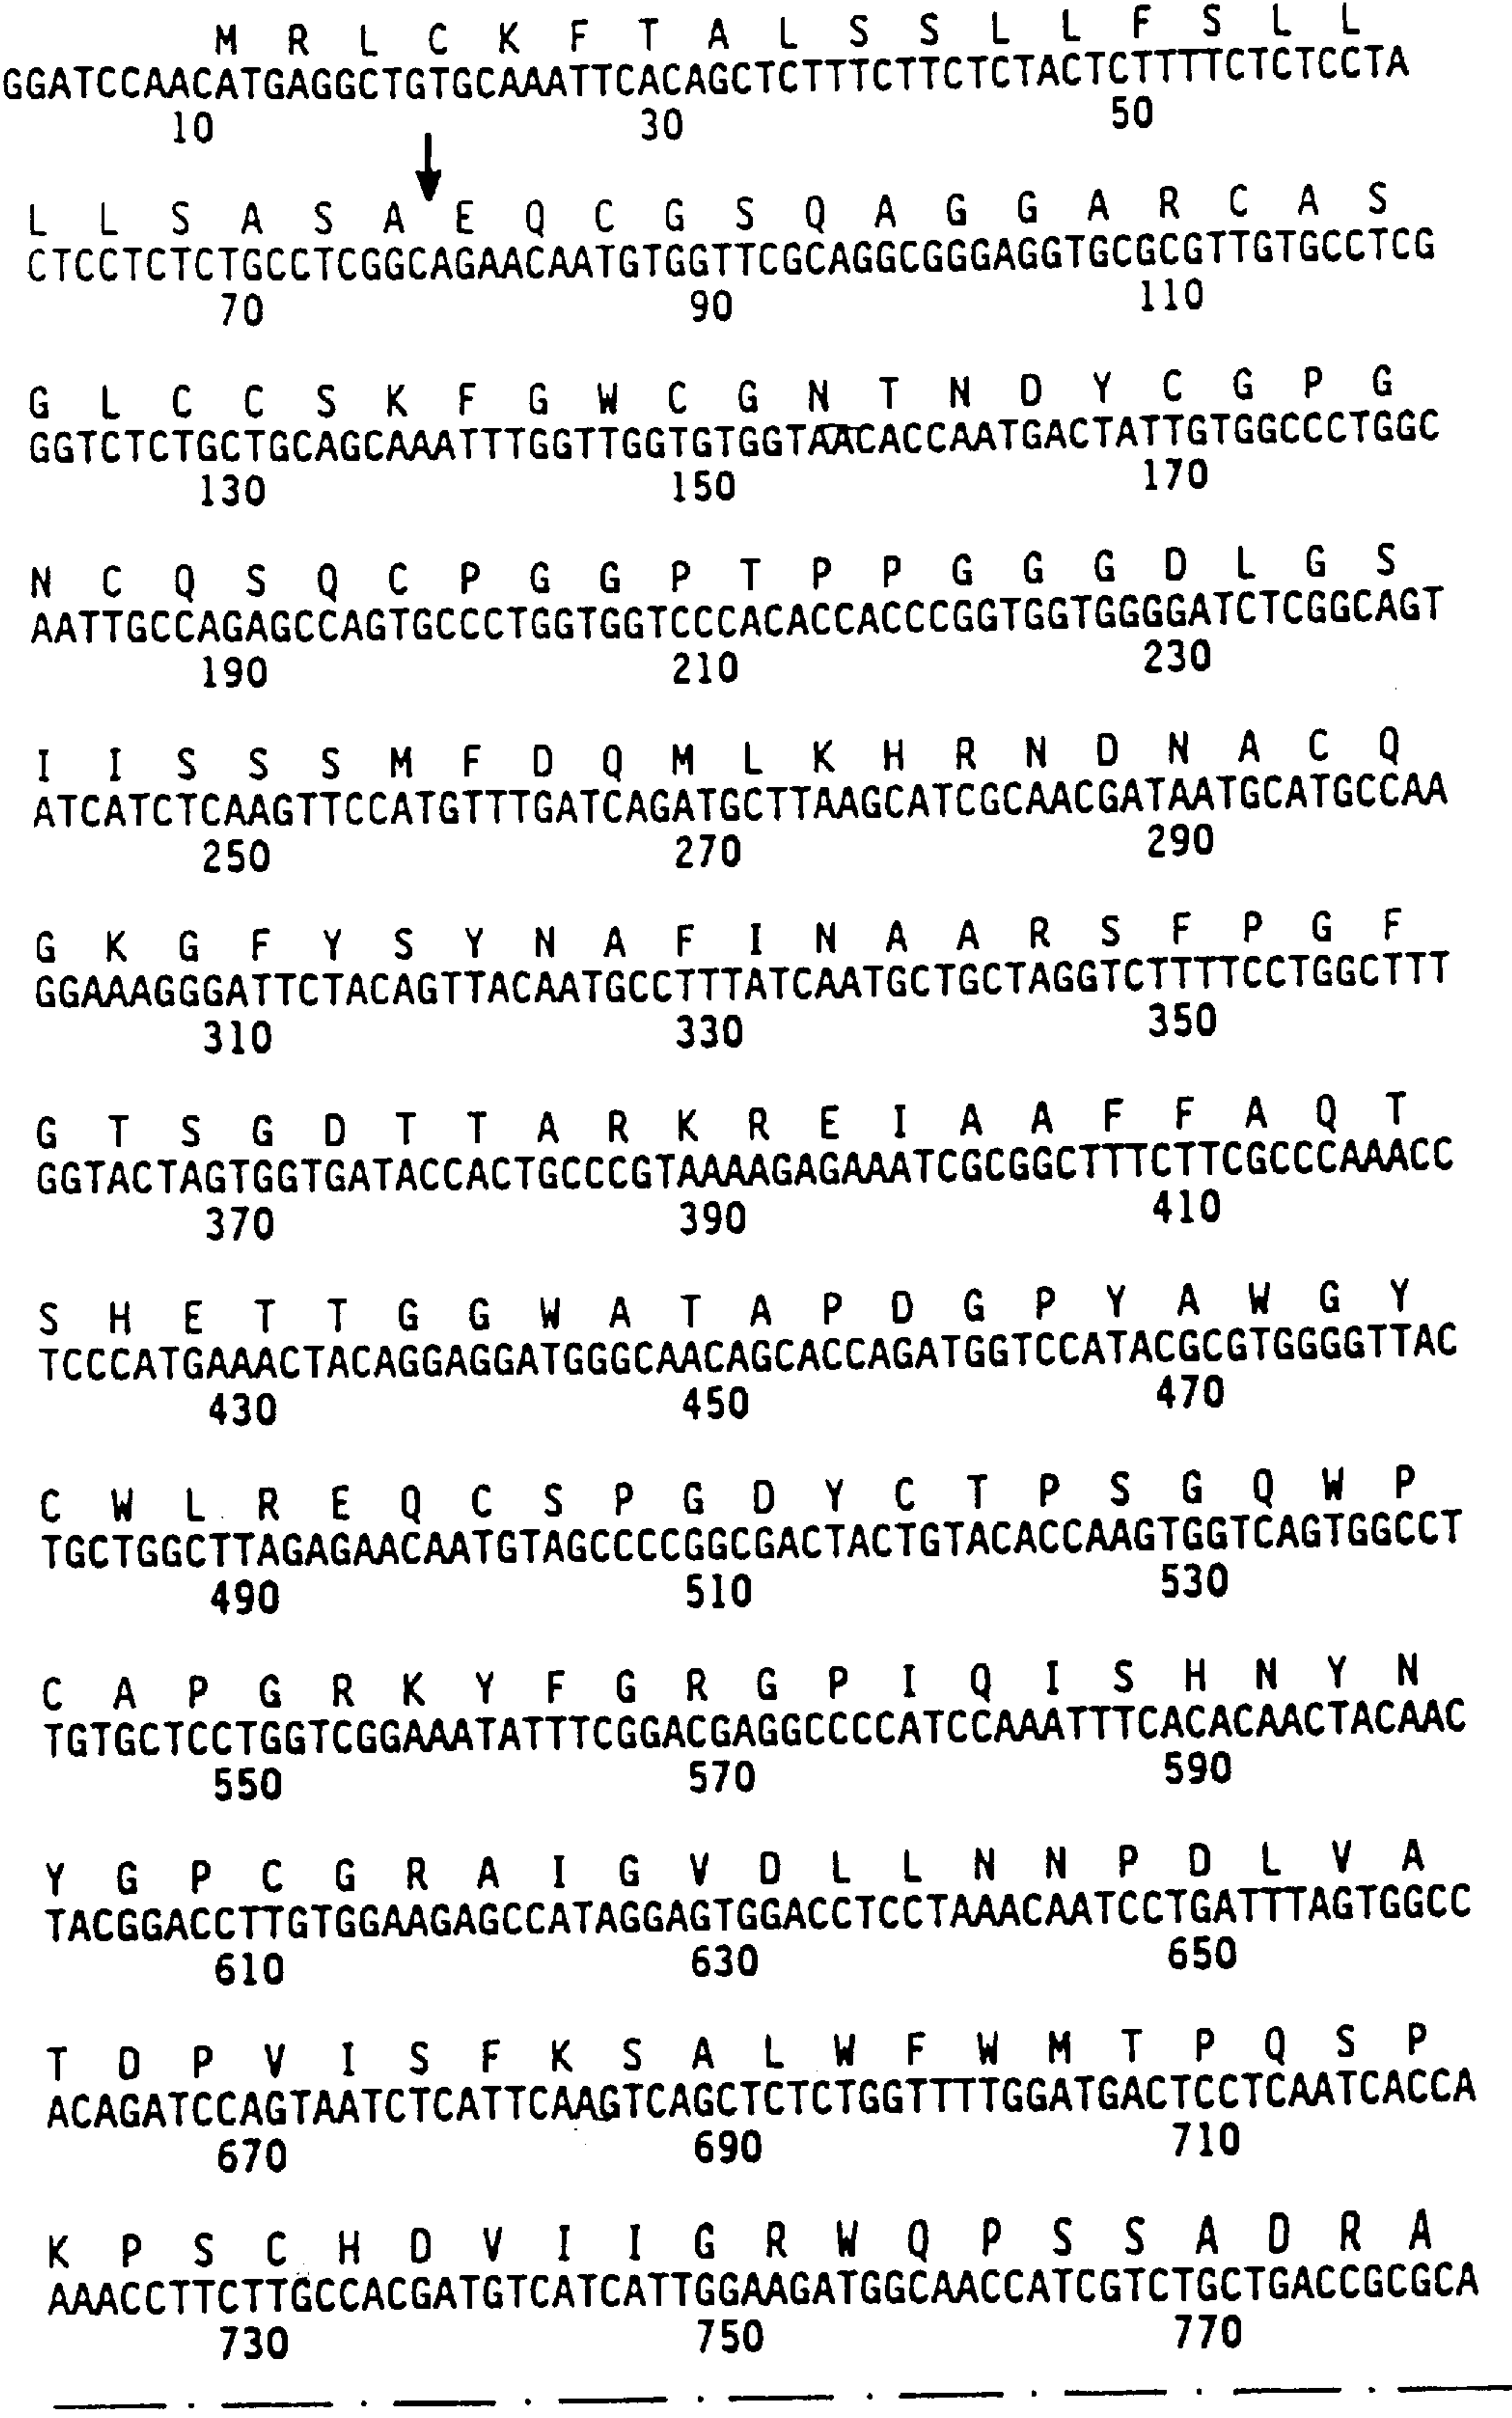 M R L C K F T A L S S L L F S L L
GGATCCAACATGAGGCTGTGCAAATTCACAGCTCTTTCTTCTCTACTCTTTTCTCTCCTA
10 30 50
L L S A S A E Q C G S Q A G G A R C A S
CTCCTCTCTGCCTCGGCAGAACAATGTGGTTCGCAGGCGGGAGGTGCGCGTTGTGCCTCG
70 90 110
G L C C S K F G W C G N T N D Y C G P G
GGTCTCTGCTGCAGCAAATTTGGTTGGTGTGGTAACACCAATGACTATTGTGGCCCTGGC
130 150 170
N C Q S Q C P G G P T P P G G G D L G S
AATTGCCAGAGCCAGTGCCCTGGTGGTCCCACACCACCCGGTGGTGGGGATCTCGGCAGT
190 210 230
I I S S S M F D Q M L K H R N D N A C Q
ATCATCTCAAGTTCCATGTTTGATCAGATGCTTAAGCATCGCAACGATAATGCATGCCAA
250 270 290
G K G F Y S Y N A F I N A A R S F P G F
GGAAAGGGATTCTACAGTTACAATGCCTTTATCAATGCTGCTAGGTCTTTTCCTGGCTTT
310 330 350
G T S G D T T A R K R E I A A F F A Q T
GGTACTAGTGGTGATACCACTGCCCGTAAAAGAGAAATCGCGGCTTTCTTCGCCCAAACC
370 390 410
S H E T T G G W A T A P D G P Y A W G Y
TCCCATGAAACTACAGGAGGATGGGCAACAGCACCAGATGGTCCATACGCGTGGGGTTAC
430 450 470
C W L R E Q C S P G D Y C T P S G Q W P
TGCTGGCTTAGAGAACAATGTAGCCCCGGCGACTACTGTACACCAAGTGGTCAGTGGCCT
490 510 530
C A P G R K Y F G R G P I Q I S H N Y N
TGTGCTCCTGGTCGGAAATATTTCGGACGAGGCCCCATCCAAATTTCACACAACTACAAC
550 570 590
Y G P C G R A I G V D L L N N P D L V A
TACGGACCTTGTGGAAGAGCCATAGGAGTGGACCTCCTAAACAATCCTGATTTAGTGGCC
610 630 650
T D P V I S F K S A L W F W M T P Q S P
ACAGATCCAGTAATCTCATTCAAGTCAGCTCTCTGGTTTTGGATGACTCCTCAATCACCA
670 690 710
K P S C H D V I I G R W Q P S S A D R A
AAACCTTCTTGCCACGATGTCATCATTGGAAGATGGCAACCATCGTCTGCTGACCGCGCA
730 750 770